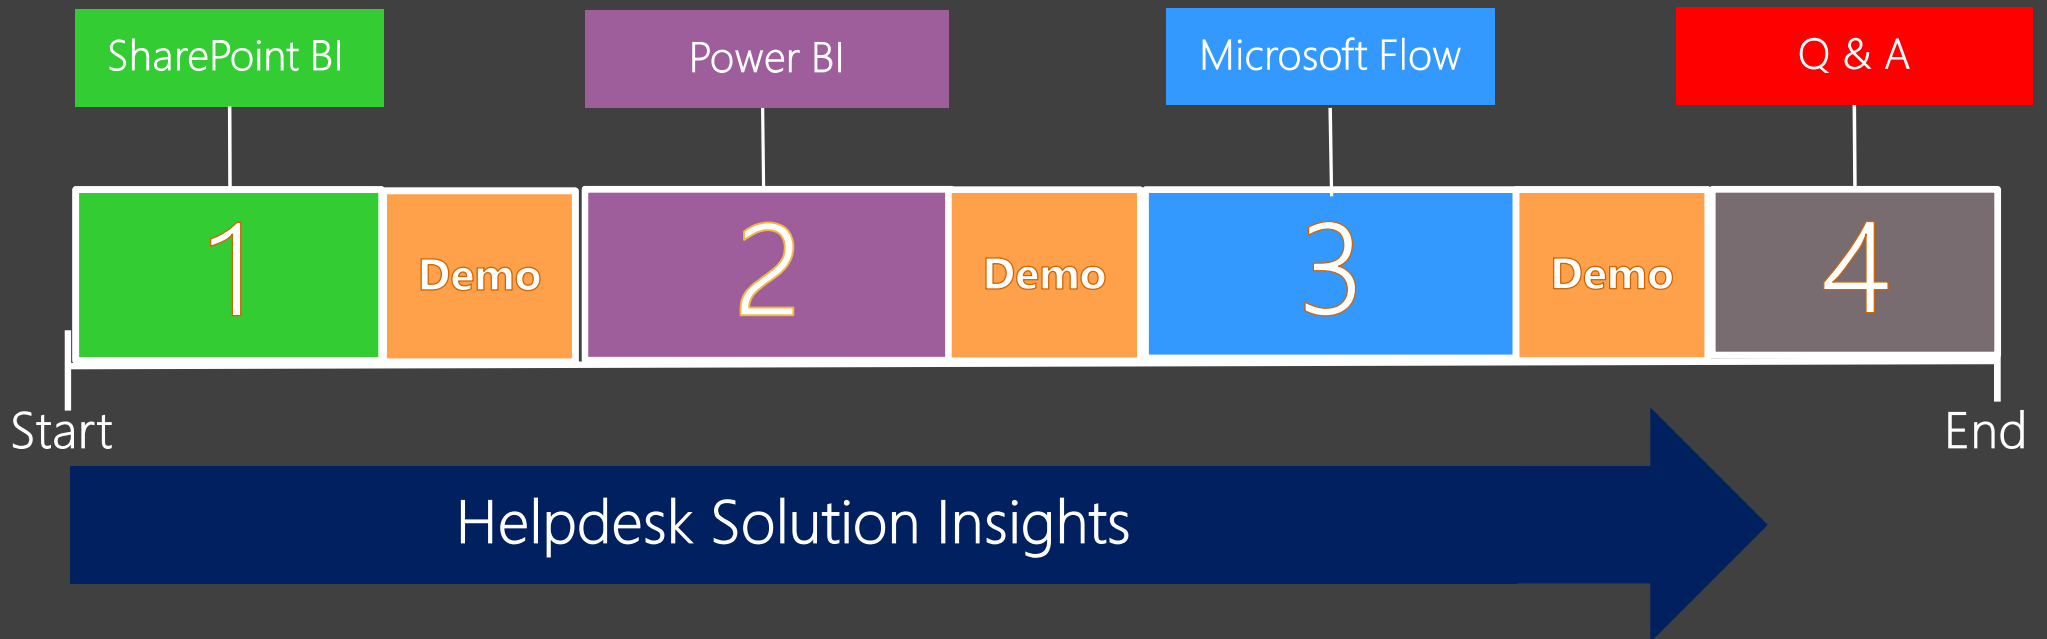 SharePoint BI
Power BI
Microsoft Flow
Q & A
1
Demo
2
Demo
3
Demo
4
Start
End
Helpdesk Solution Insights